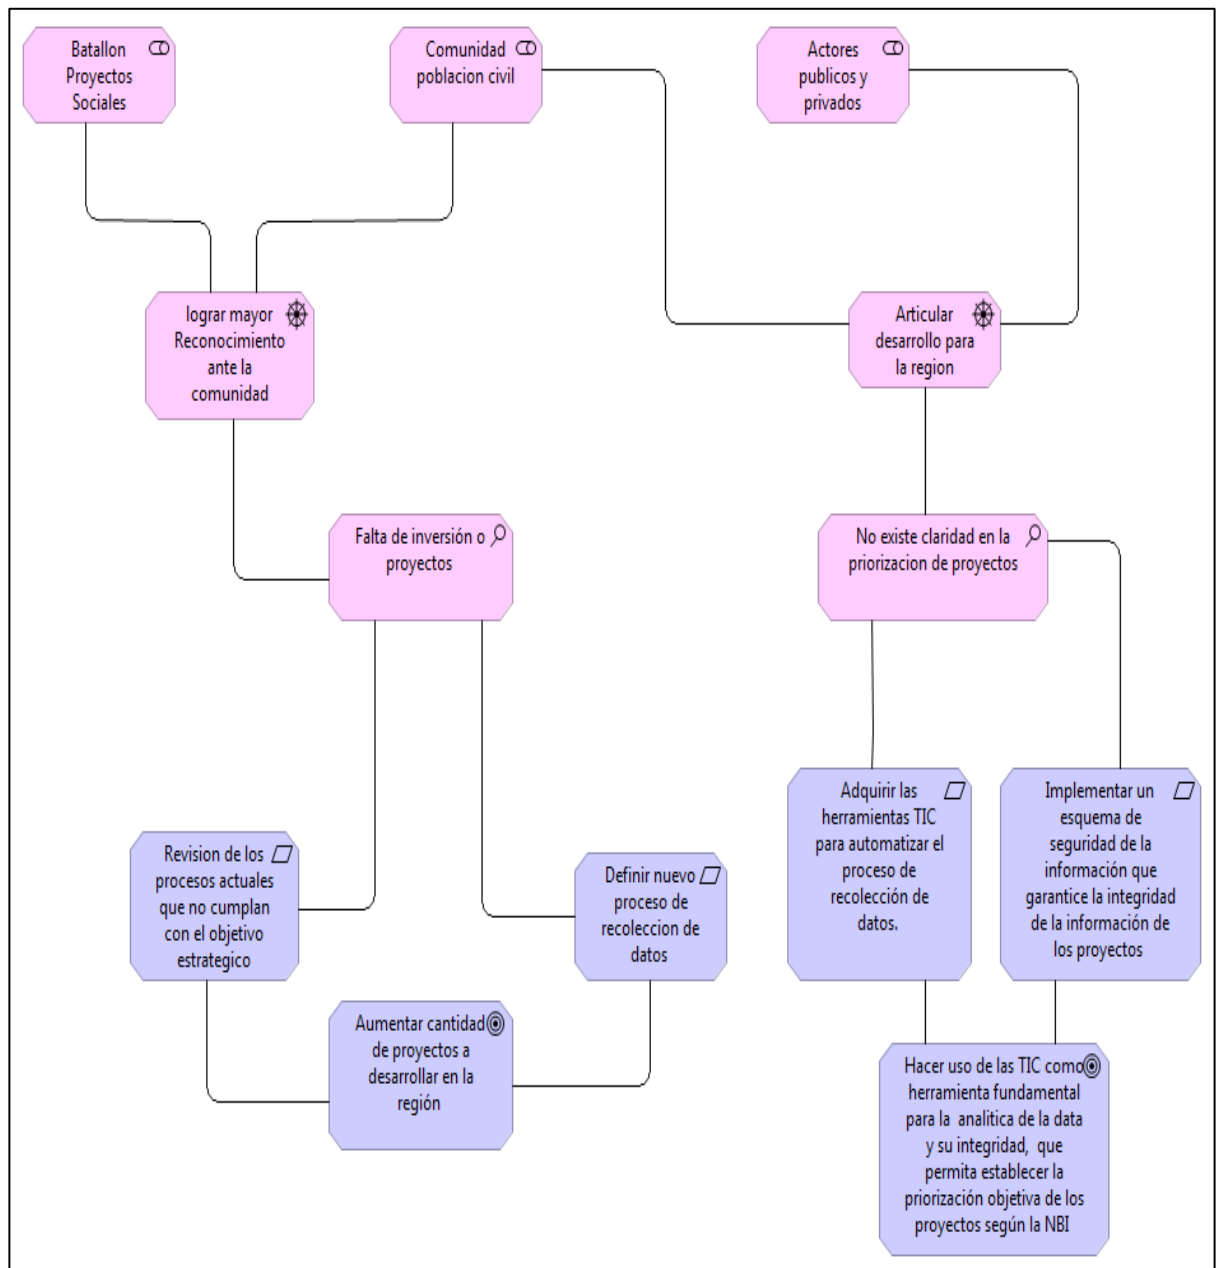 Batallon
Proyectos
Sociales
Comunidad
poblacion civil
Actores
publicos y
privados
lograr mayor
Reconocimiento
ante la
comunidad
Articular
desarrollo para
la region
Falta de inversión o
proyectos
No existe claridad en la
priorizacion de proyectos
Revision de los
procesos actuales
que no cumplan
con el objetivo
estrategico
Definir nuevo
proceso de
recoleccion de
datos
Adquirir las
herramientas TIC
para automatizar el
proceso de
recolección de
datos.
Implementar un
esquema de
seguridad de la
información que
garantice la integridad
de la información de
los proyectos
Aumentar cantidad
de proyectos a
desarrollar en la
región
Hacer uso de las TIC como
herramienta fundamental
para la analitica de la data
y su integridad, que
permita establecer la
priorización objetiva de los
proyectos según la NBI